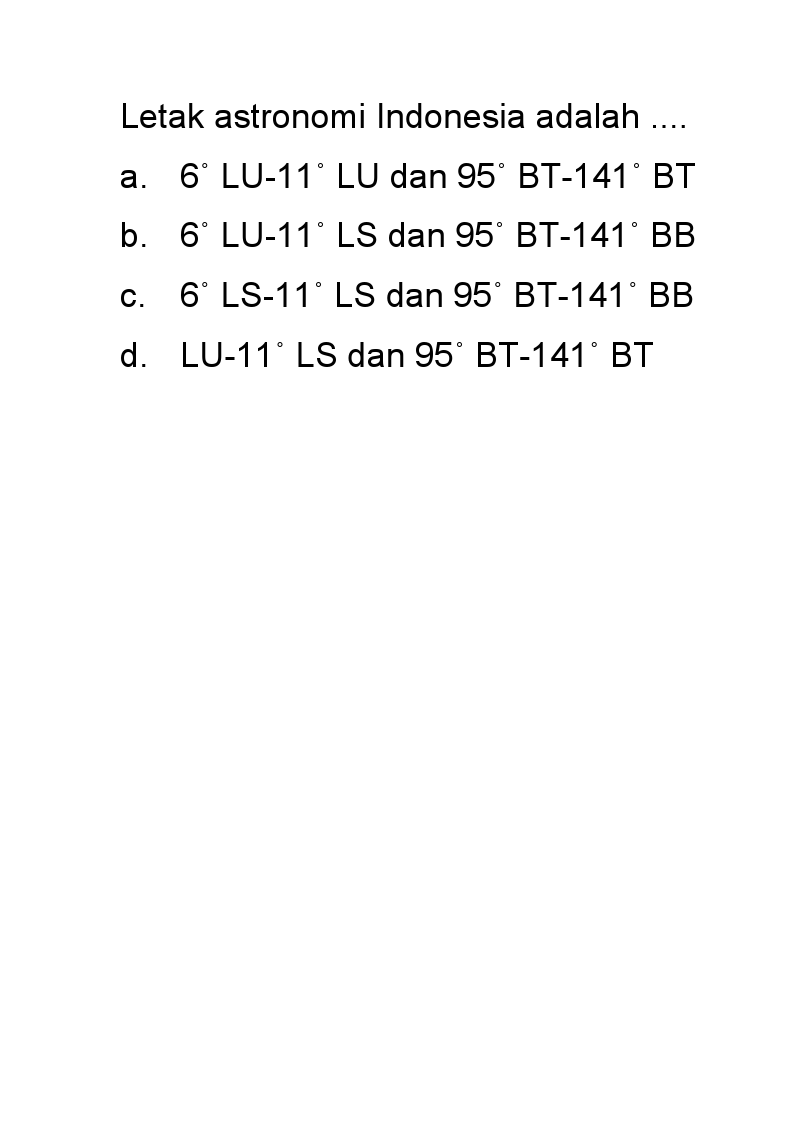 Letak astronomi Indonesia adalah ....
a. 6° LU-11° LU dan 95° BT-141° BT
b. 6° LU-11° LS dan 95° BT-141° BB
c. 6° LS-11° LS dan 95° BT-141° BB
d. LU-11° LS dan 95° BT-141° BT